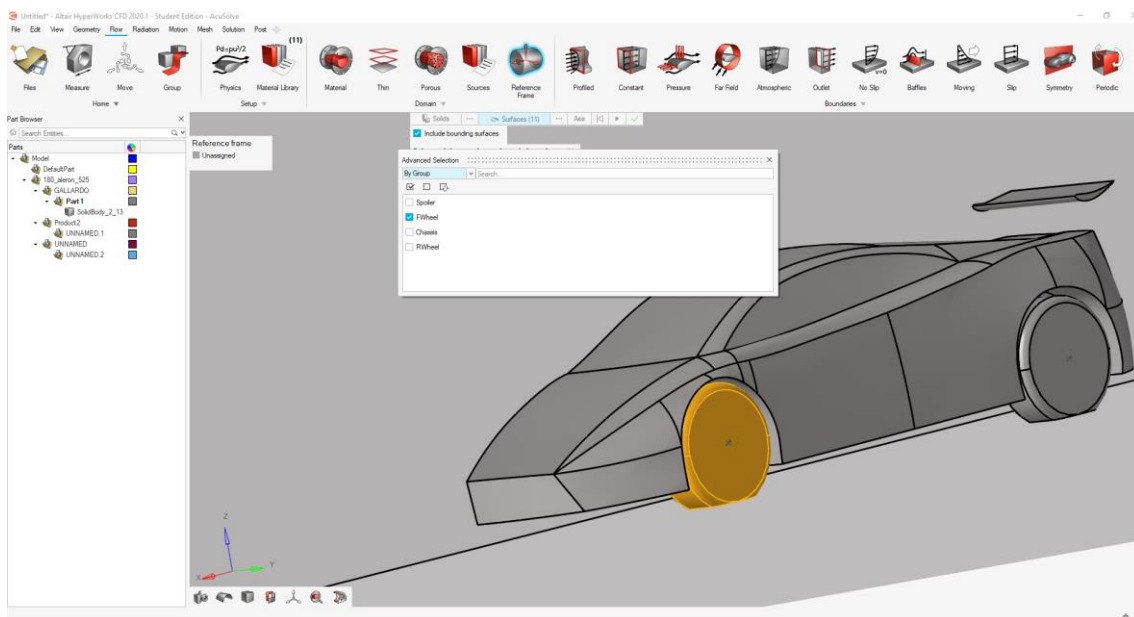 Untitled* - Altair HyperWorks CFD 2020.1 - Student Edition - AcuSolve
File Edit View Geometry Flow Radiation Motion Mesh Solution Post
Pd=ρu²/2
(11)
Files Measure Move Group Physics Material Library Material Thin Porous Sources Reference Frame Profiled Constant Pressure Far Field Atmospheric Outlet No Slip Baffles Moving Slip Symmetry Periodic
v=0
Home Setup Domain Boundaries
Part Browser
Search Entities...
Parts
Model
DefaultPart
180_aleron_525
GALLARDO
Part1
SolidBody_2_13
Product2
UNNAMED.1
UNNAMED
UNNAMED.2
Reference frame
Unassigned
Solids Surfaces (11) Axis
Include bounding surfaces
Advanced Selection
By Group Search...
Spoiler
FWheel
Chassis
RWheel
Z
X
Y